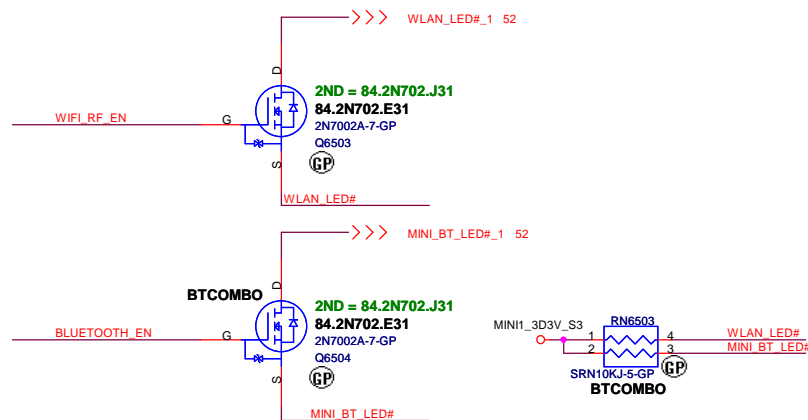 WLAN_LED#_1 52
D
2ND = 84.2N702.J31
84.2N702.E31
WIFI_RF_EN
G
2N7002A-7-GP
Q6503
GP
S
WLAN_LED#
MINI_BT_LED#_1 52
D
BTCOMBO
2ND = 84.2N702.J31
84.2N702.E31
BLUETOOTH_EN
G
2N7002A-7-GP
Q6504
GP
S
MINI_BT_LED#
RN6503
MINI1_3D3V_S3
1
4
WLAN_LED#
2
3
MINI_BT_LED#
GP
SRN10KJ-5-GP
BTCOMBO